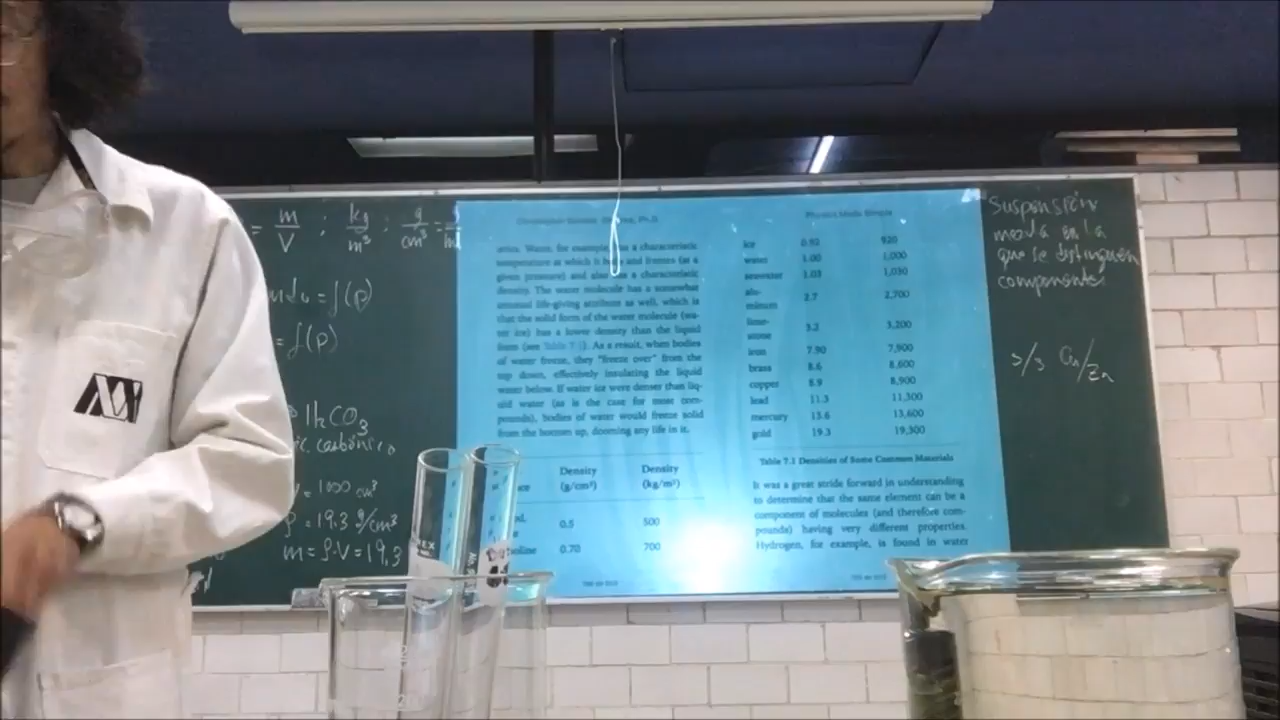 m/V ; kg/m³ ; g/cm³
= f(ρ)
= f(ρ)
H₂CO₃
= 1000 cm³
ρ = 19.3 g/cm³
m = ρ·V = 19.3
Ph.D.
Water, for example, has a characteristic
temperature at which it boils and freezes (at a
given pressure) and also has a characteristic
density. The water molecule has a somewhat
unusual life-giving attribute as well, which is
that the solid form of the water molecule (wa-
ter ice) has a lower density than the liquid
form (see Table 7.1). As a result, when bodies
of water freeze, they "freeze over" from the
top down, effectively insulating the liquid
water below. If water ice were denser than liq-
uid water (as is the case for most com-
pounds), bodies of water would freeze solid
from the bottom up, dooming any life in it.
Density Density
(g/cm³) (kg/m³)
0.5 500
0.70 700
Physics Made Simple
ice 0.92 920
water 1.00 1,000
seawater 1.03 1,030
alu-
minum 2.7 2,700
lime-
stone 3.2 3,200
iron 7.90 7,900
brass 8.6 8,600
copper 8.9 8,900
lead 11.3 11,300
mercury 13.6 13,600
gold 19.3 19,300
Table 7.1 Densities of Some Common Materials
It was a great stride forward in understanding
to determine that the same element can be a
component of molecules (and therefore com-
pounds) having very different properties.
Hydrogen, for example, is found in water
Suspensión
mezcla en la
que se distinguen
componentes
s/s